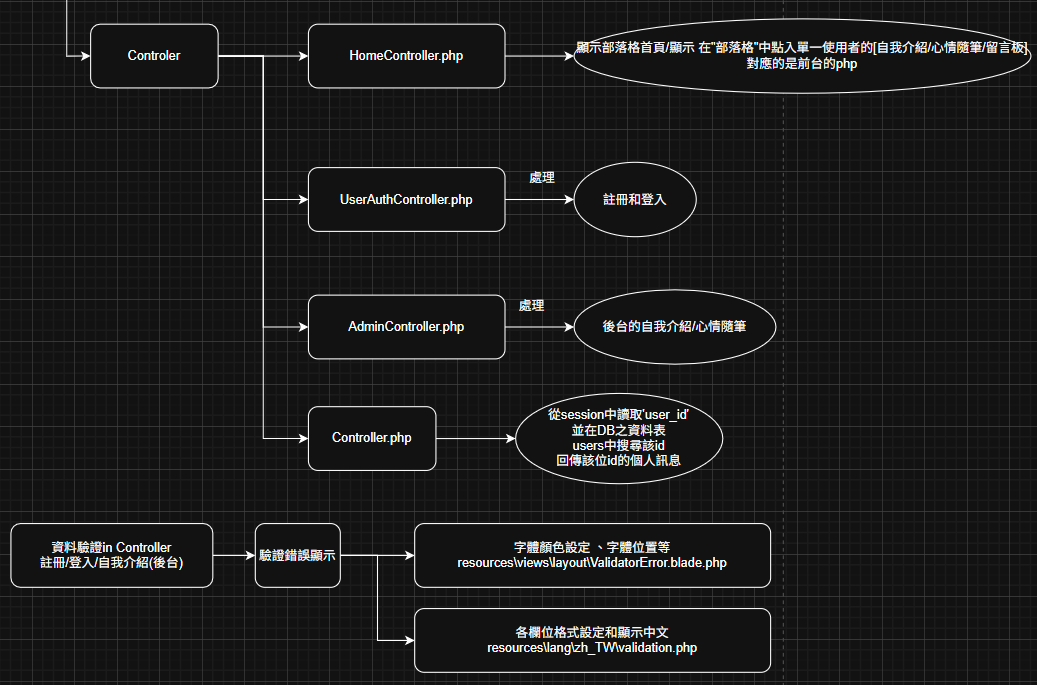 Controler
HomeController.php
顯示部落格首頁/顯示 在"部落格"中點入單一使用者的[自我介紹/心情隨筆/留言板]
對應的是前台的php
UserAuthController.php
處理
註冊和登入
AdminController.php
處理
後台的自我介紹/心情隨筆
Controller.php
從session中讀取'user_id'
並在DB之資料表
users中搜尋該id
回傳該位id的個人訊息
資料驗證in Controller
註冊/登入/自我介紹(後台)
驗證錯誤顯示
字體顏色設定 、字體位置等
resources\views\layout\ValidatorError.blade.php
各欄位格式設定和顯示中文
resources\lang\zh_TW\validation.php